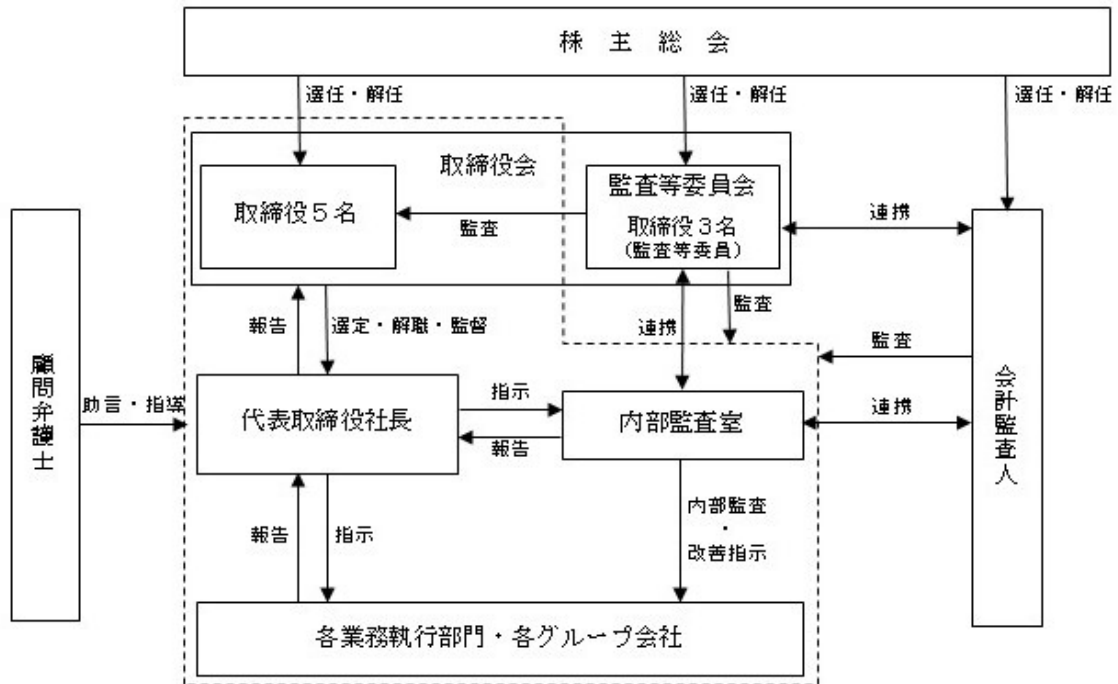 株主総会
選任・解任
選任・解任
選任・解任
取締役会
取締役５名
監査
監査等委員会
取締役３名
(監査等委員)
連携
報告
選定・解職・監督
連携
監査
監査
顧問弁護士
助言・指導
代表取締役社長
指示
報告
内部監査室
連携
会計監査人
報告
指示
内部監査
・
改善指示
各業務執行部門・各グループ会社